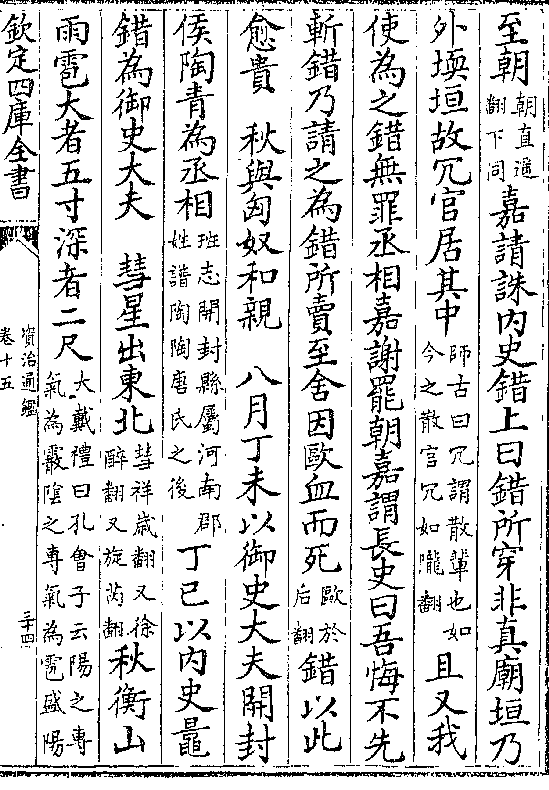 至朝朝直遥翻下同嘉請誅内史錯上曰錯所穿非真廟垣乃
外堧垣故冗官居其中師古曰冗謂散輩也如今之散官冗如隴翻且又我
使為之錯無罪丞相嘉謝罷朝嘉謂長史曰吾悔不先
斬錯乃請之為錯所賣至舍因歐血而死歐於后翻錯以此
愈貴 秋與匈奴和親 八月丁未以御史大夫開封
侯陶青為丞相班志開封縣屬河南郡姓譜陶陶唐氏之後丁巳以内史鼂
錯為御史大夫 彗星出東北彗祥歲翻又徐醉翻又旋芮翻秋衡山
雨雹大者五寸深者二尺大戴禮曰孔會子云陽之專氣為霰陰之專氣為雹盛陽
欽定四庫全書
資治通鑑
卷十五
二十四